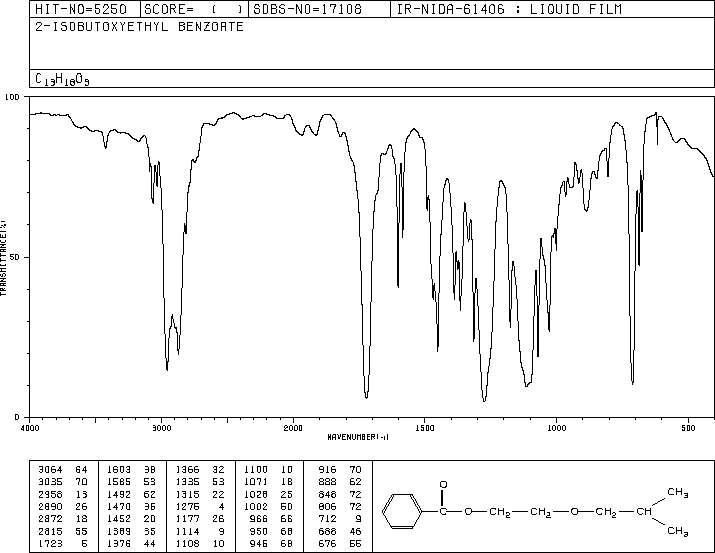 HIT-NO=5250 SCORE= ( ) SDBS-NO=17108 IR-NIDA-61406 : LIQUID FILM
2-ISOBUTOXYETHYL BENZOATE
C13H18O3
100
50
0
TRANSMITTANCE(%)
4000 3000 2000 1500 1000 500
WAVENUMBER(-1)
3064 64 1603 38 1366 32 1100 10 916 70
3035 70 1585 53 1335 53 1071 18 888 62
2958 13 1492 62 1315 22 1028 25 848 72
2890 26 1470 36 1275 4 1002 50 806 72
2872 18 1452 20 1177 26 966 66 712 9
2815 55 1389 35 1114 9 950 68 688 46
1723 5 1376 44 1108 10 945 68 676 55
O
C-O-CH2-CH2-O-CH2-CH
CH3
CH3